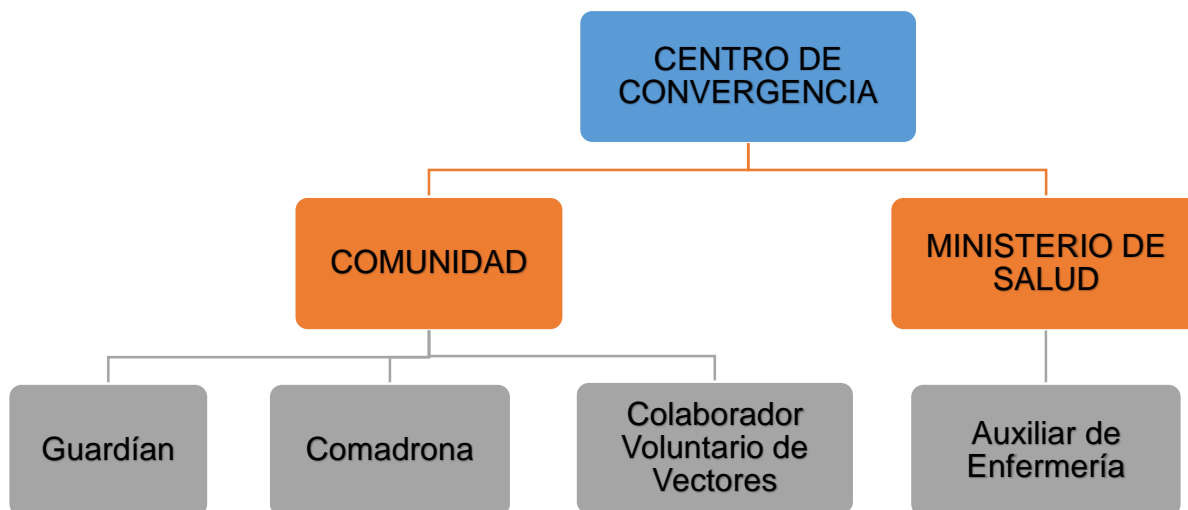 CENTRO DE
CONVERGENCIA
COMUNIDAD
MINISTERIO DE
SALUD
Guardían
Comadrona
Colaborador
Voluntario de
Vectores
Auxiliar de
Enfermería